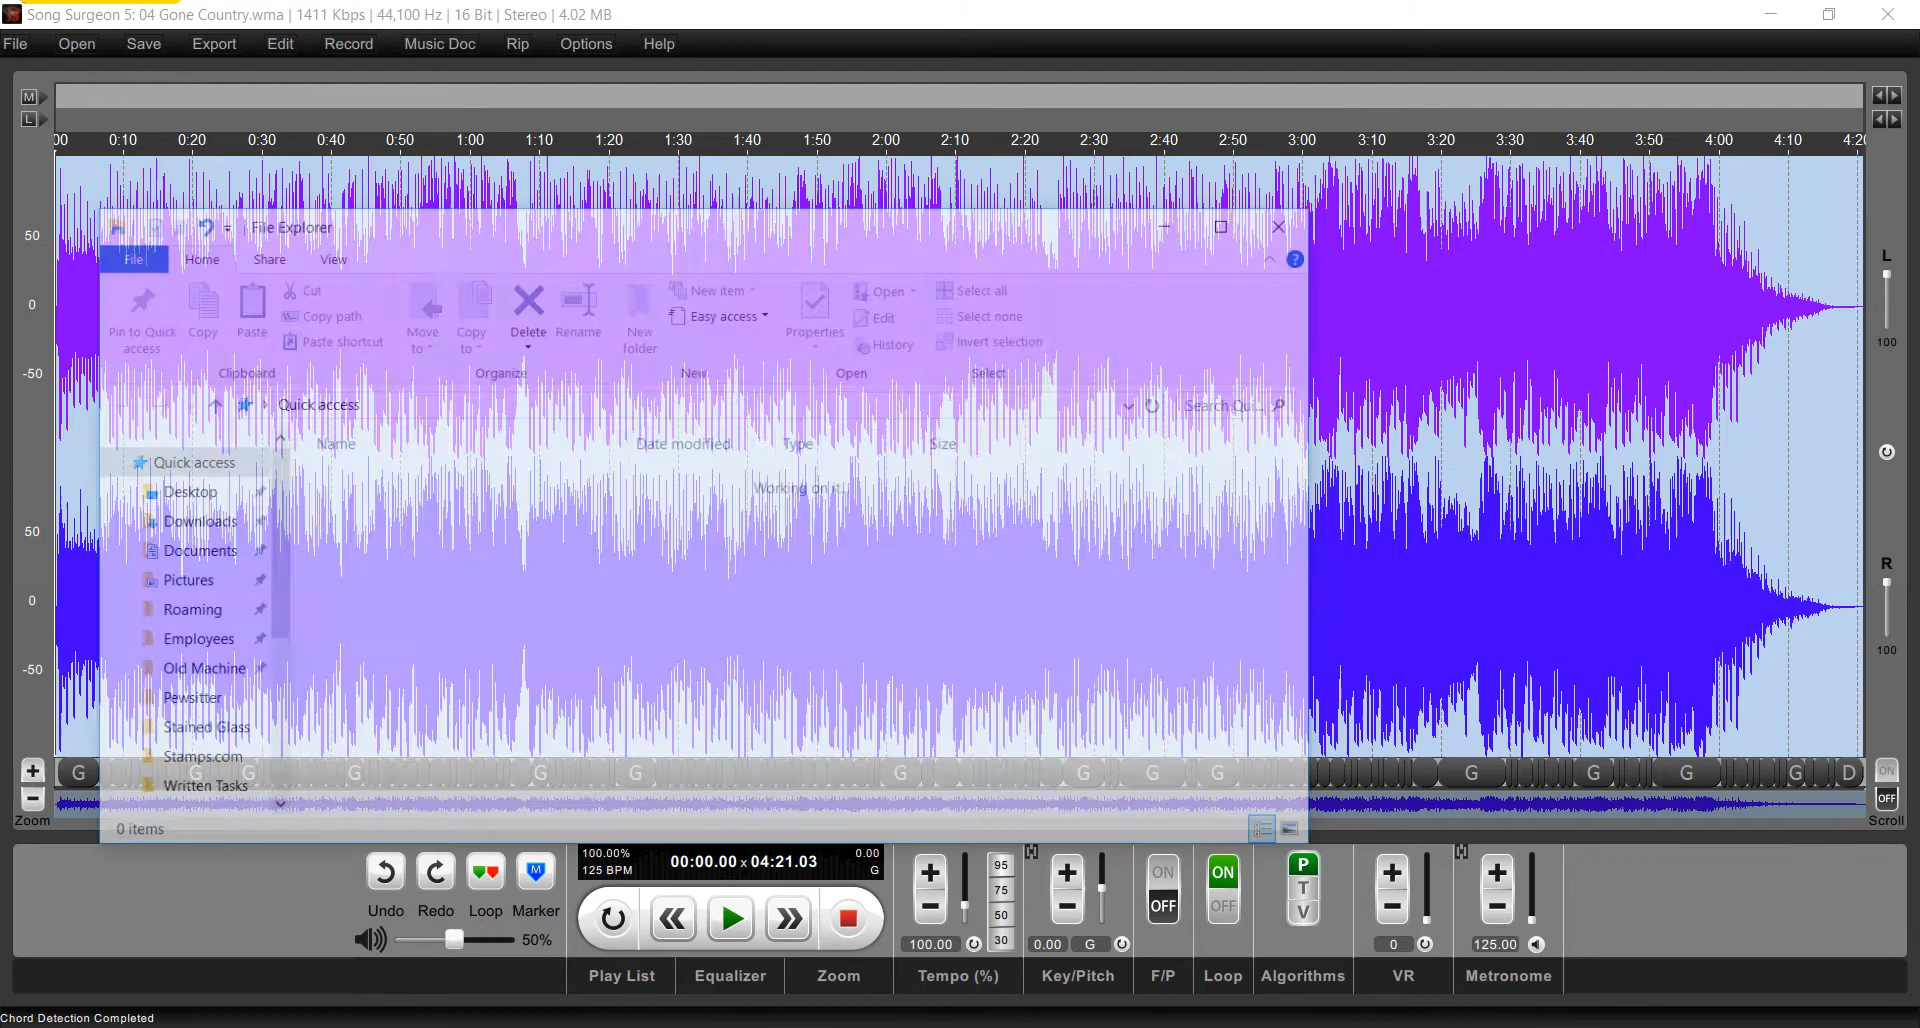 Song Surgeon 5: 04 Gone Country.wma | 1411 Kbps | 44,100 Hz | 16 Bit | Stereo | 4.02 MB
File Open Save Export Edit Record Music Doc Rip Options Help
M
L
00 0:10 0:20 0:30 0:40 0:50 1:00 1:10 1:20 1:30 1:40 1:50 2:00 2:10 2:20 2:30 2:40 2:50 3:00 3:10 3:20 3:30 3:40 3:50 4:00 4:10 4:20
File Explorer
File Home Share View
Pin to Quick access
Copy
Paste
Cut
Copy path
Paste shortcut
Move to
Copy to
Delete
Rename
New folder
New item
Easy access
Properties
Open
Edit
History
Select all
Select none
Invert selection
Clipboard Organize New Open Select
Quick access
Search Qui...
Name Date modified Type Size
Working on it...
Quick access
Desktop
Downloads
Documents
Pictures
Roaming
Employees
Old Machine
Pewsitter
Stained Glass
Stamps.com
Written Tasks
0 items
50
0
-50
50
0
-50
L
100
R
100
G G G G G G G G G G G G G G D
ON
OFF
Zoom
Scroll
Undo Redo Loop Marker
M
50%
100.00%
125 BPM
00:00.00 x 04:21.03
0.00
G
95
75
50
30
100.00
0.00 G
ON
OFF
ON
OFF
P
T
V
0
125.00
Play List Equalizer Zoom Tempo (%) Key/Pitch F/P Loop Algorithms VR Metronome
Chord Detection Completed